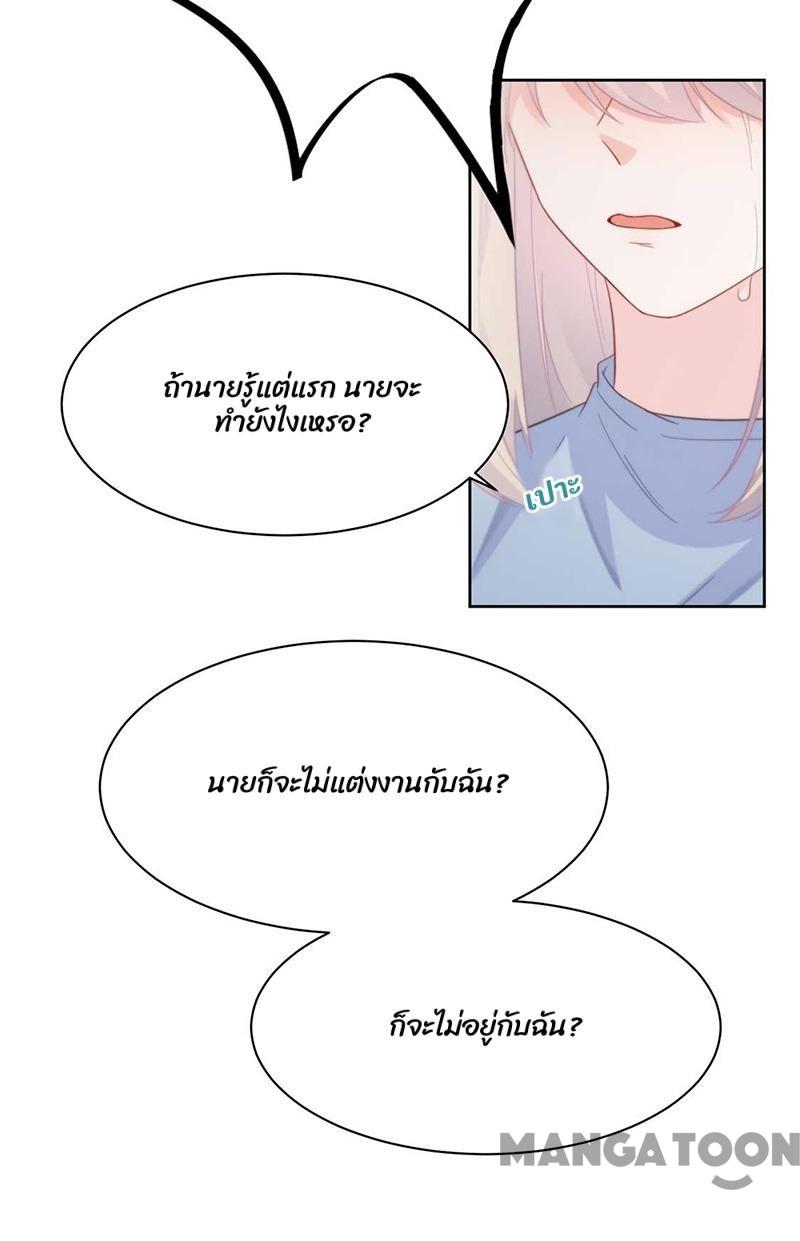 ถ้านายรู้แต่แรก นายจะ
ทำยังไงเหรอ?
เปาะ
นายก็จะไม่แต่งงานกับฉัน?
ก็จะไม่อยู่กับฉัน?
MANGATOON